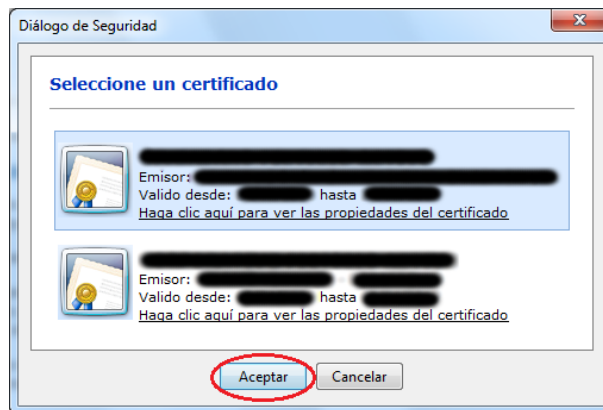 Diálogo de Seguridad
Seleccione un certificado
Emisor:
Valido desde: hasta
Haga clic aquí para ver las propiedades del certificado
Emisor:
Valido desde: hasta
Haga clic aquí para ver las propiedades del certificado
Aceptar Cancelar